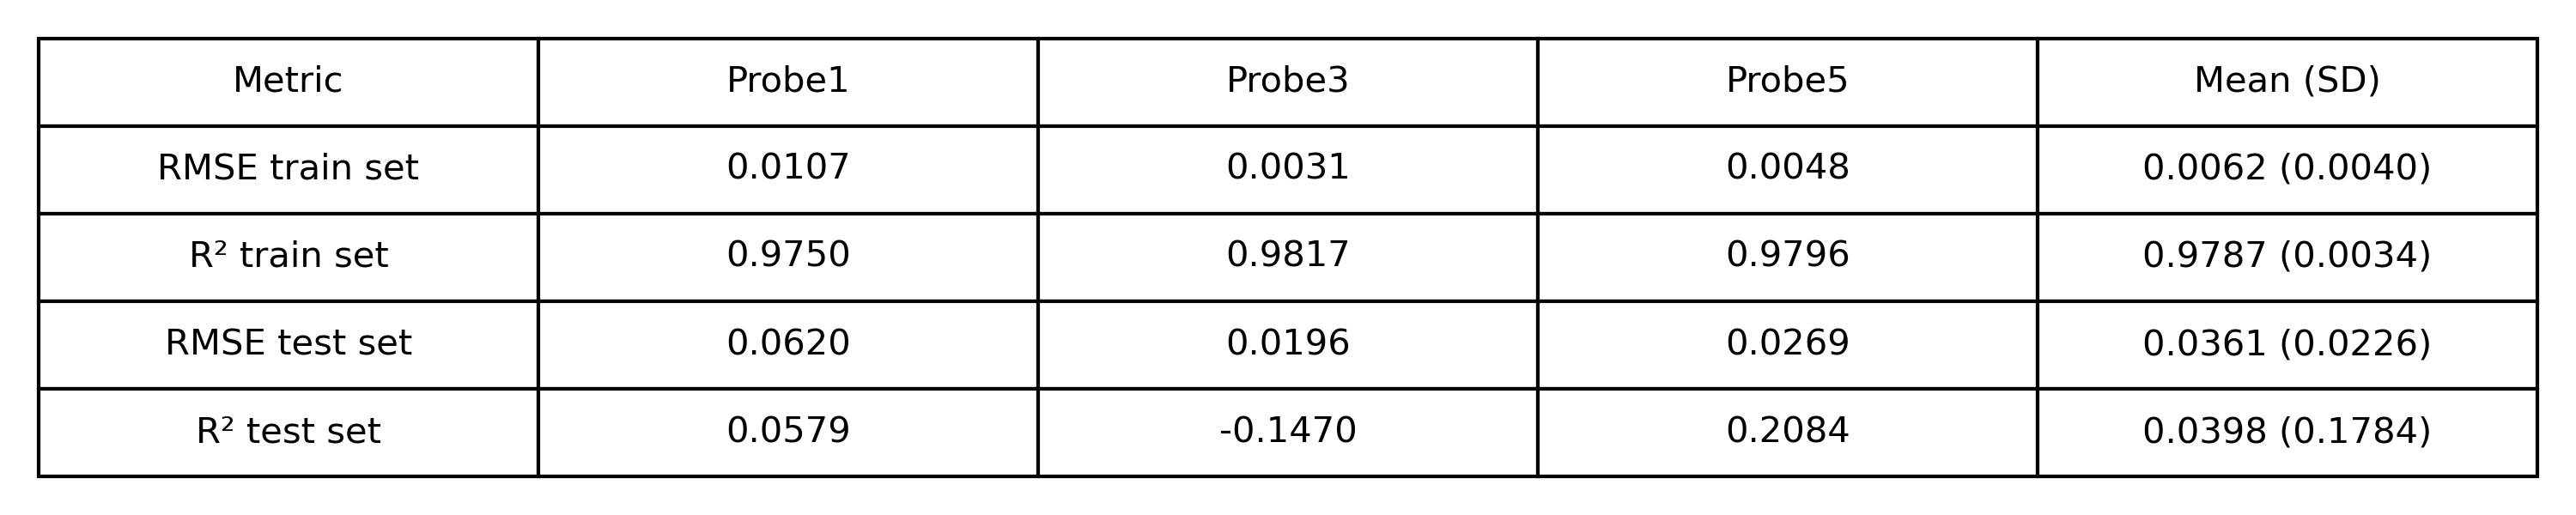 Metric Probe1 Probe3 Probe5 Mean (SD)
RMSE train set 0.0107 0.0031 0.0048 0.0062 (0.0040)
R² train set 0.9750 0.9817 0.9796 0.9787 (0.0034)
RMSE test set 0.0620 0.0196 0.0269 0.0361 (0.0226)
R² test set 0.0579 -0.1470 0.2084 0.0398 (0.1784)